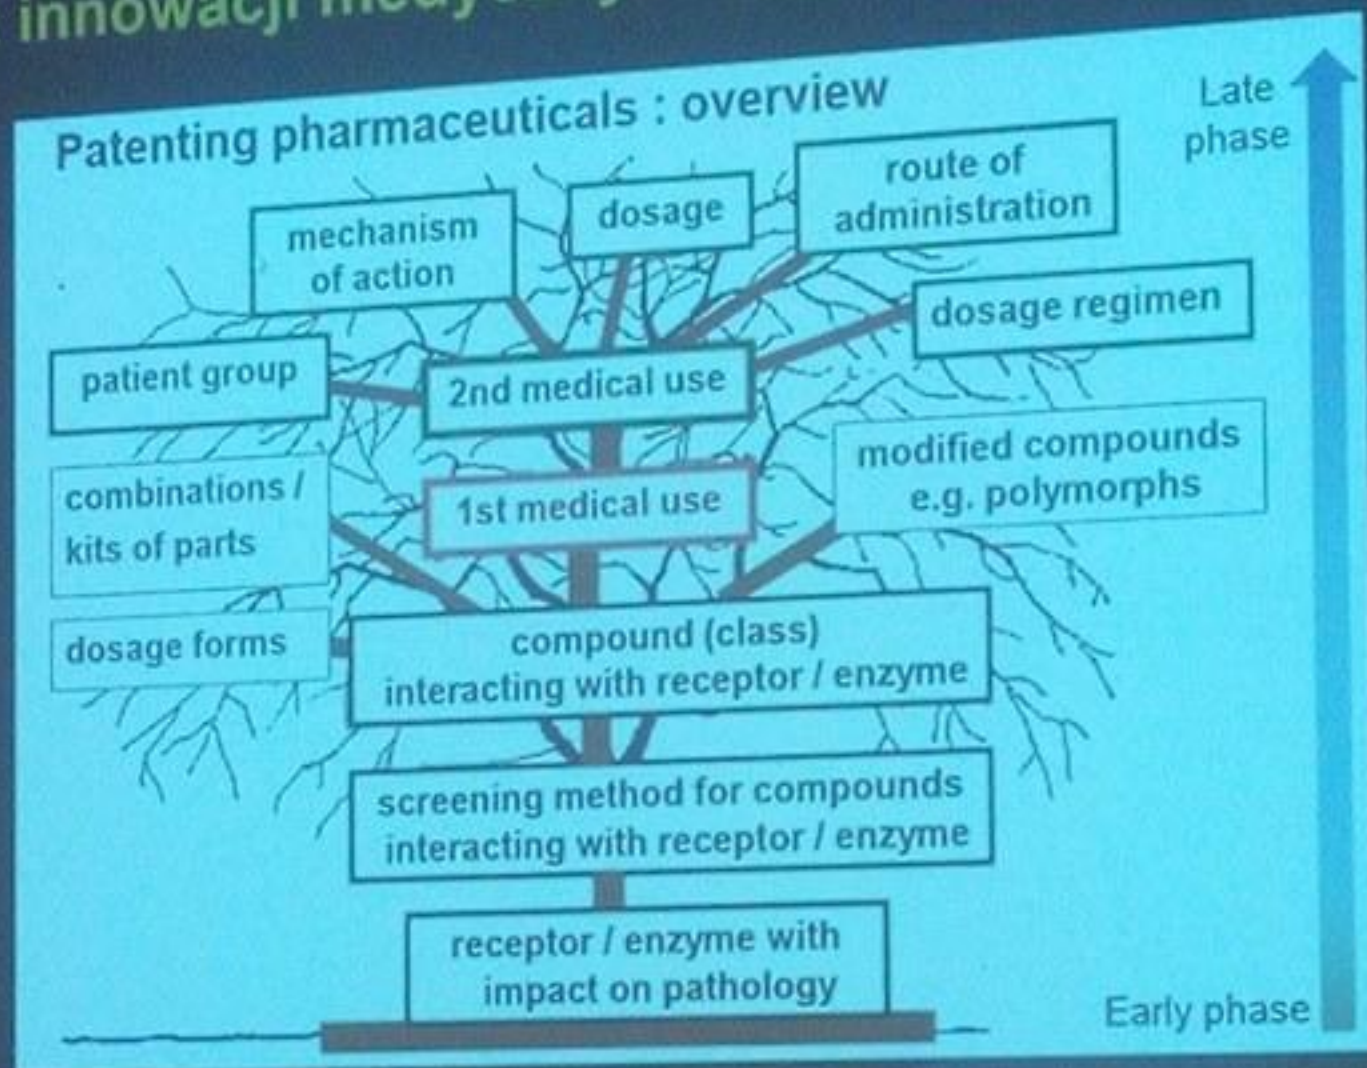 innowacji
Patenting pharmaceuticals : overview
Late
phase
mechanism
of action
dosage
route of
administration
dosage regimen
patient group
2nd medical use
modified compounds
e.g. polymorphs
combinations /
kits of parts
1st medical use
dosage forms
compound (class)
interacting with receptor / enzyme
screening method for compounds
interacting with receptor / enzyme
receptor / enzyme with
impact on pathology
Early phase